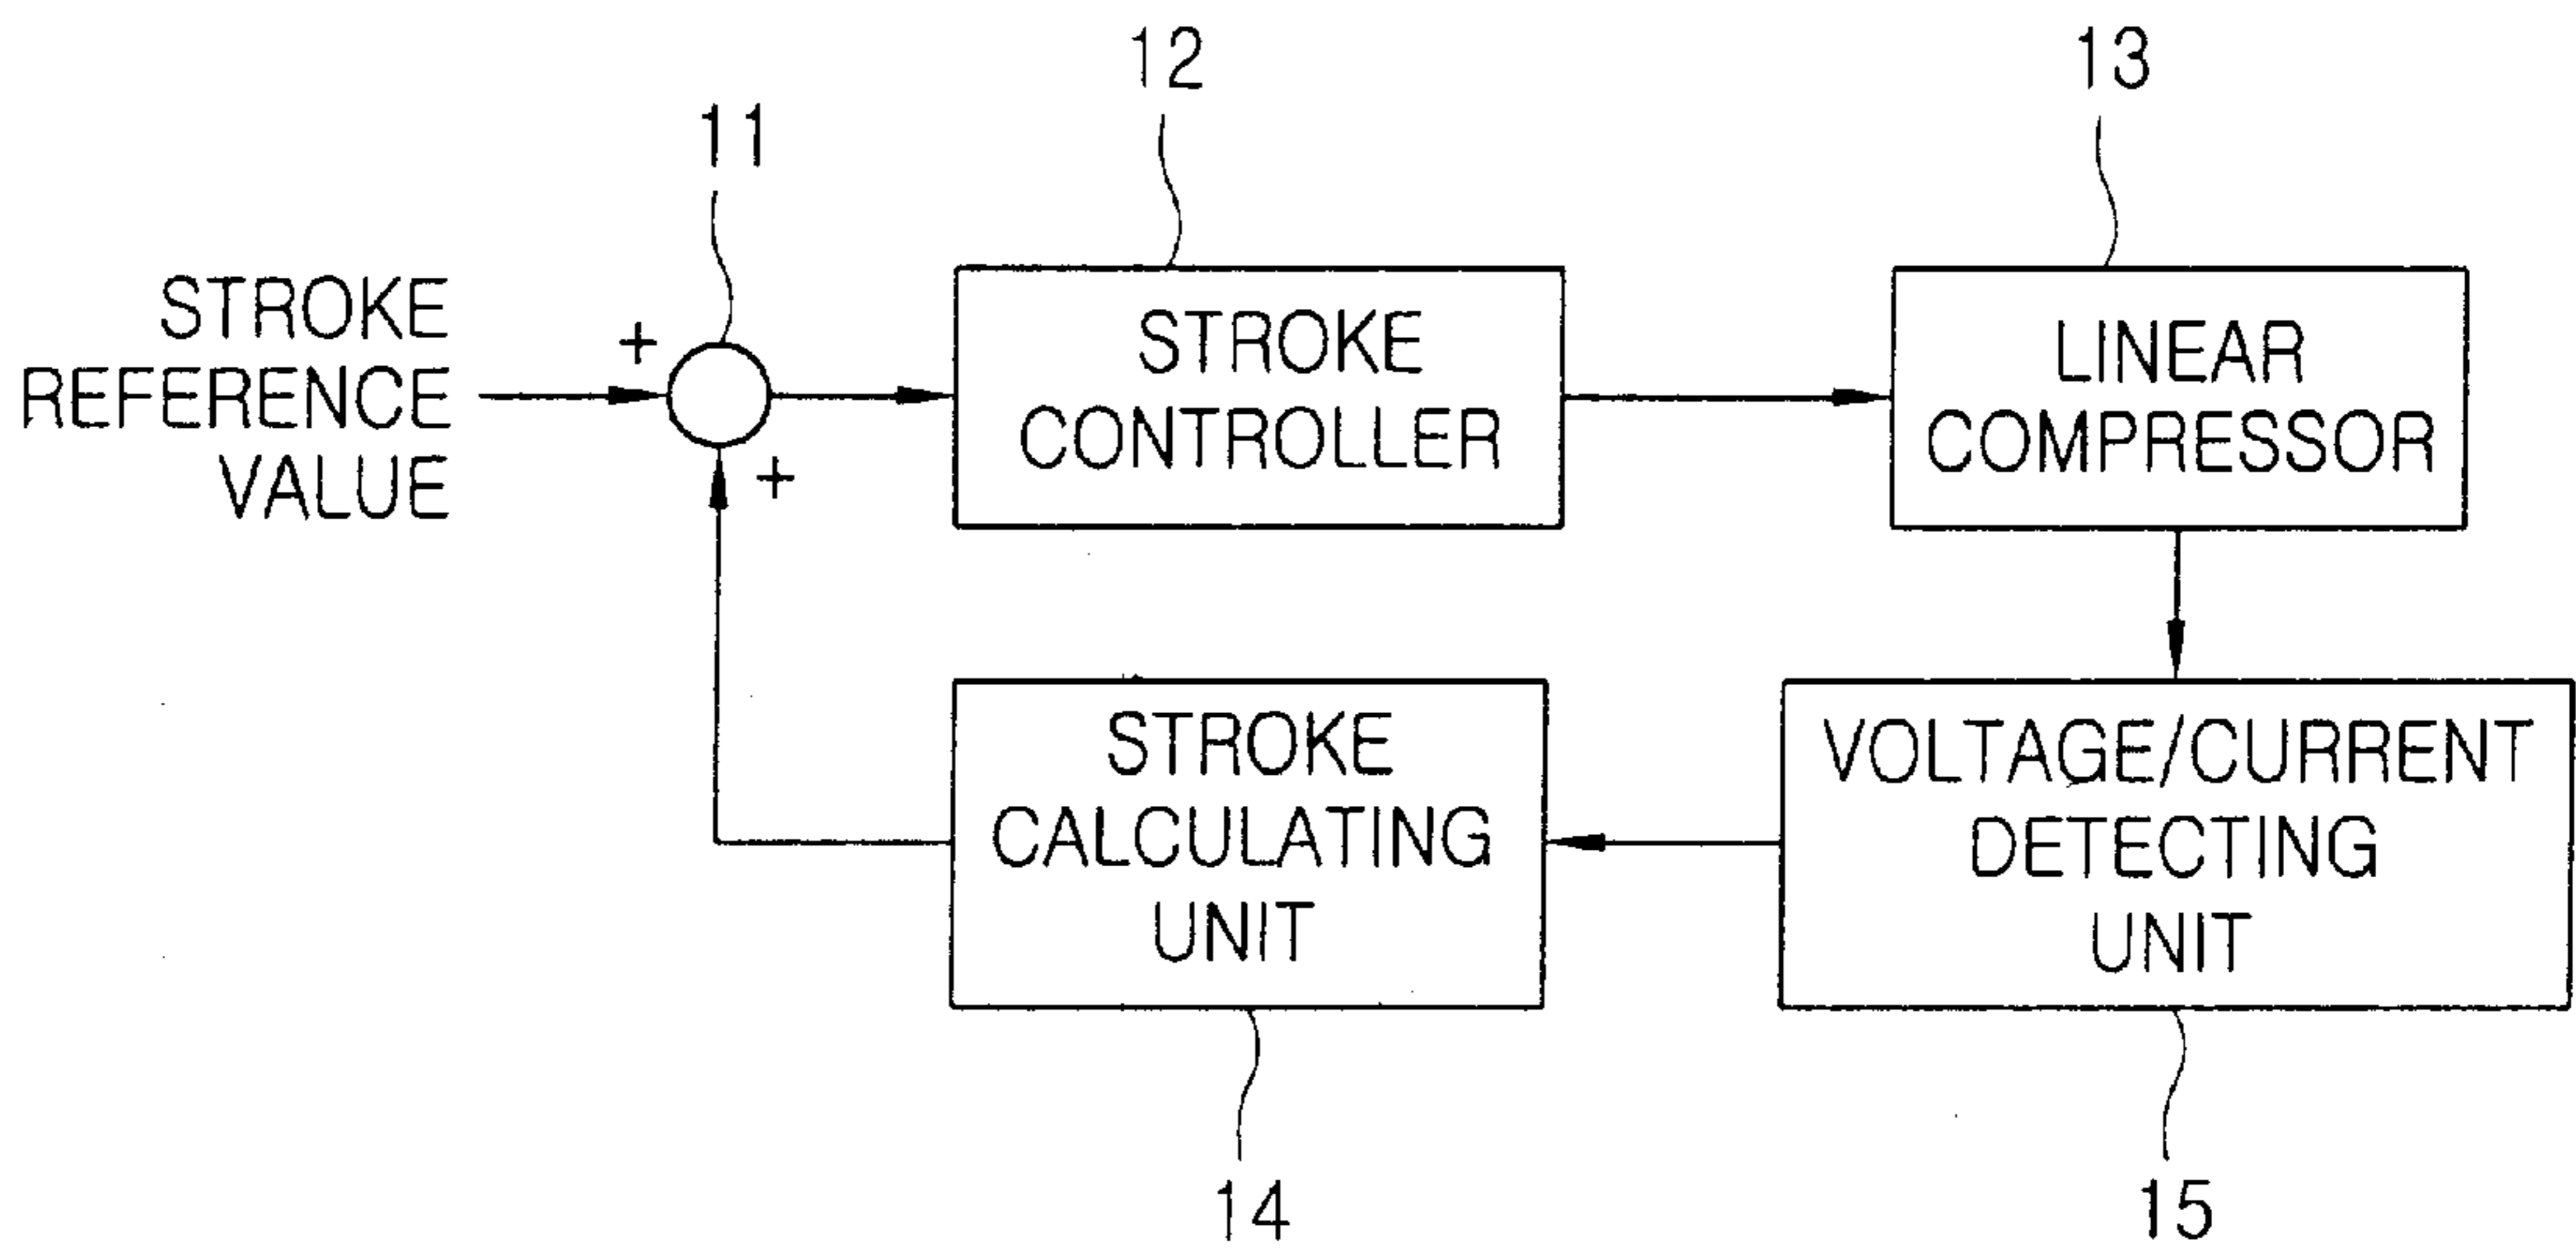 12
13
11
STROKE
REFERENCE
VALUE
+
+
STROKE
CONTROLLER
LINEAR
COMPRESSOR
STROKE
CALCULATING
UNIT
VOLTAGE/CURRENT
DETECTING
UNIT
14
15